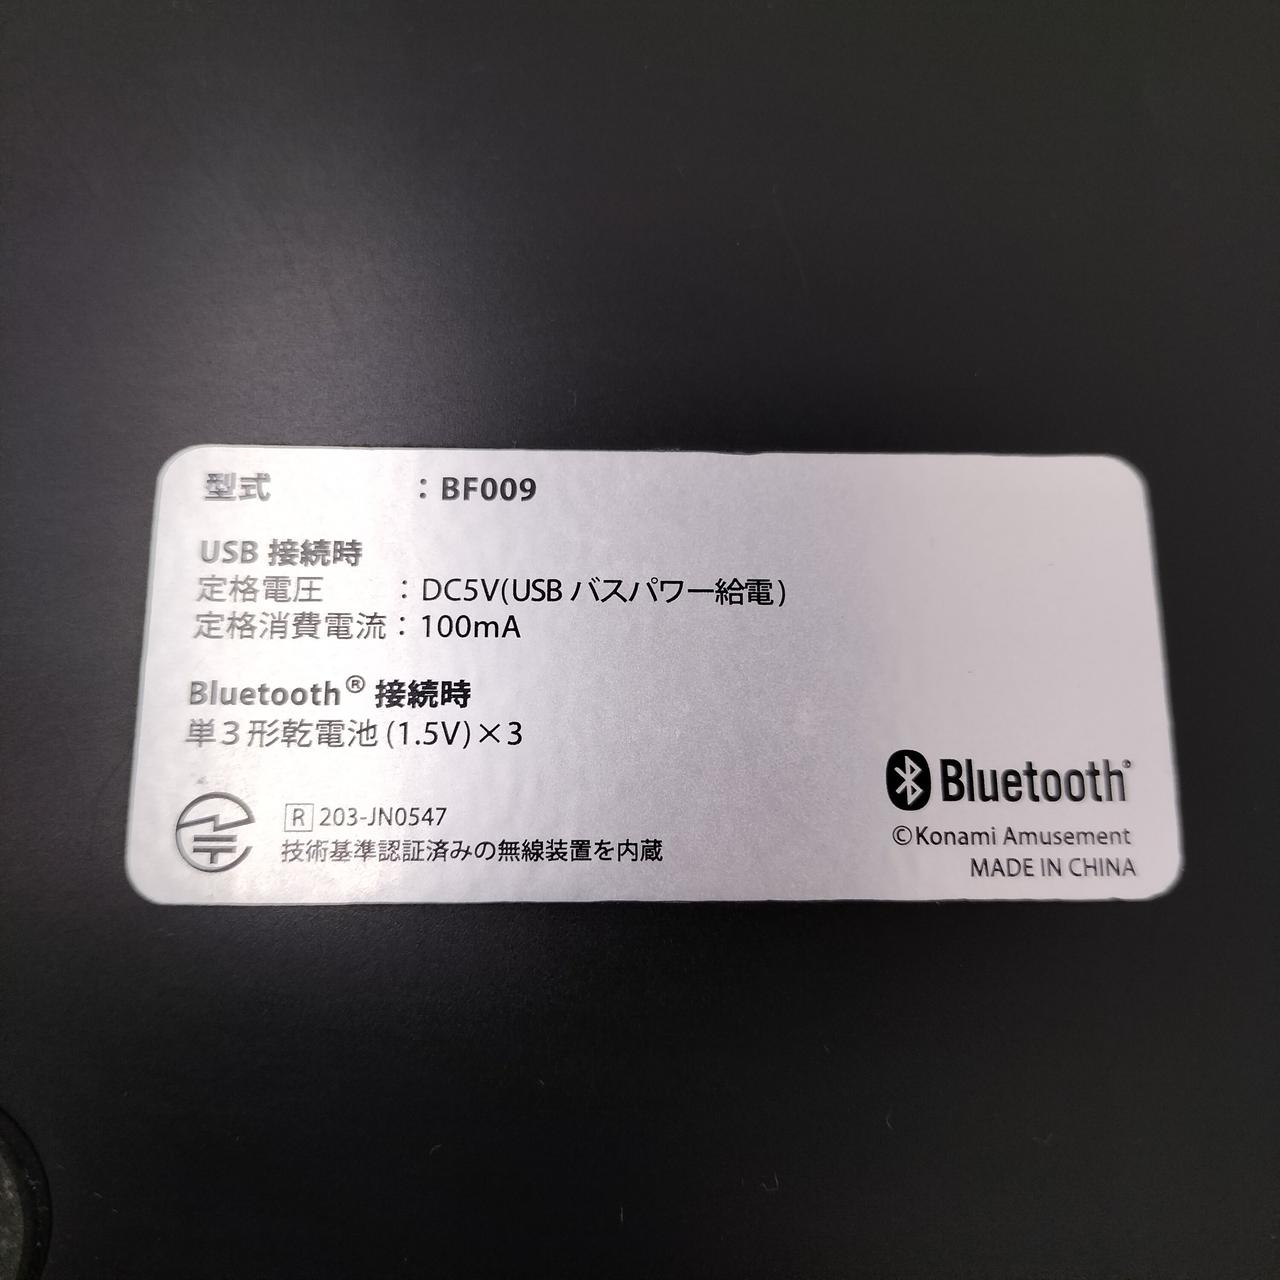 型式 : BF009
USB 接続時
定格電圧 : DC5V(USB バスパワー給電)
定格消費電流 : 100mA
Bluetooth® 接続時
単3形乾電池 (1.5V)×3
R 203-JN0547
技術基準認証済みの無線装置を内蔵
Bluetooth®
©Konami Amusement
MADE IN CHINA